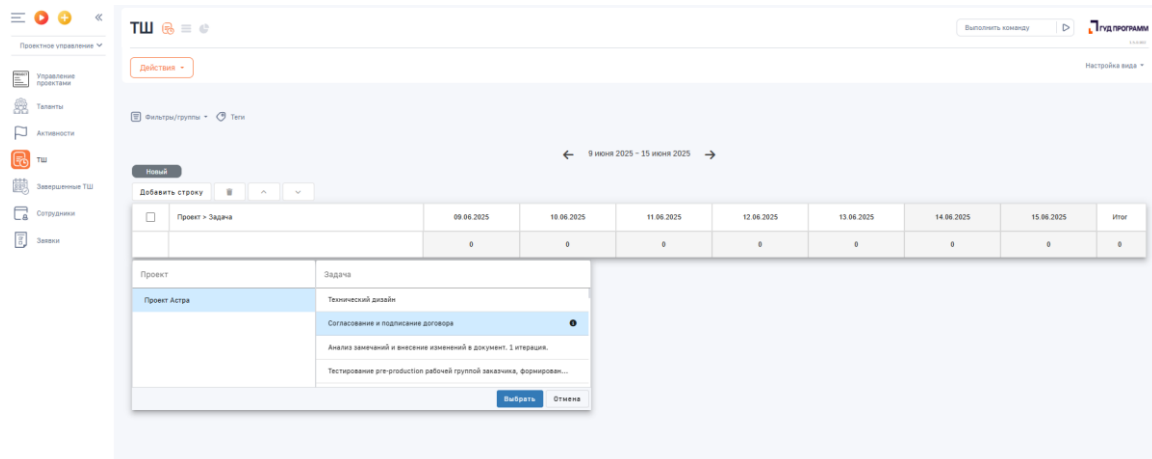 ТШ
Выполнить команду
ГУД ПРОГРАММ
Проектное управление
Действия
Настройка вида
Управление проектами
Таланты
Активности
ТШ
Завершенные ТШ
Сотрудники
Заявки
Фильтры/группы
Теги
9 июня 2025 – 15 июня 2025
Новый
Добавить строку
Проект > Задача 09.06.2025 10.06.2025 11.06.2025 12.06.2025 13.06.2025 14.06.2025 15.06.2025 Итог
0 0 0 0 0 0 0 0
Проект Задача
Проект Астра
Технический дизайн
Согласование и подписание договора
Анализ замечаний и внесение изменений в документ. 1 итерация.
Тестирование pre-production рабочей группой заказчика, формирован...
Выбрать Отмена